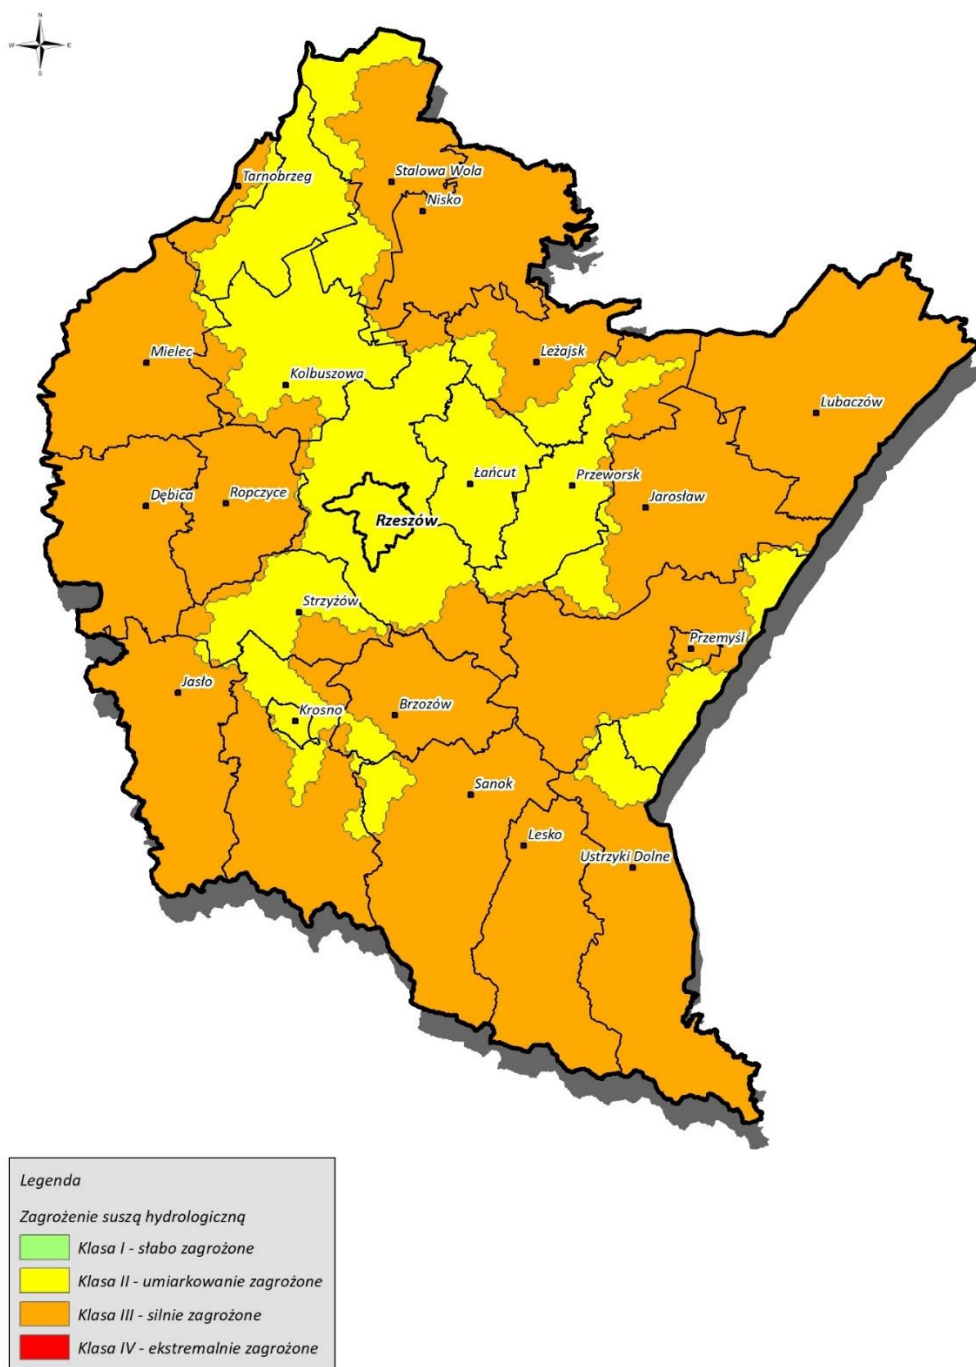 N
W E
S
Tarnobrzeg
Stalowa Wola
Nisko
Mielec
Kolbuszowa
Leżajsk
Lubaczów
Dębica
Ropczyce
Łańcut
Przeworsk
Jarosław
Rzeszów
Strzyżów
Przemyśl
Jasło
Krosno
Brzozów
Sanok
Lesko
Ustrzyki Dolne
Legenda
Zagrożenie suszą hydrologiczną
Klasa I - słabo zagrożone
Klasa II - umiarkowanie zagrożone
Klasa III - silnie zagrożone
Klasa IV - ekstremalnie zagrożone